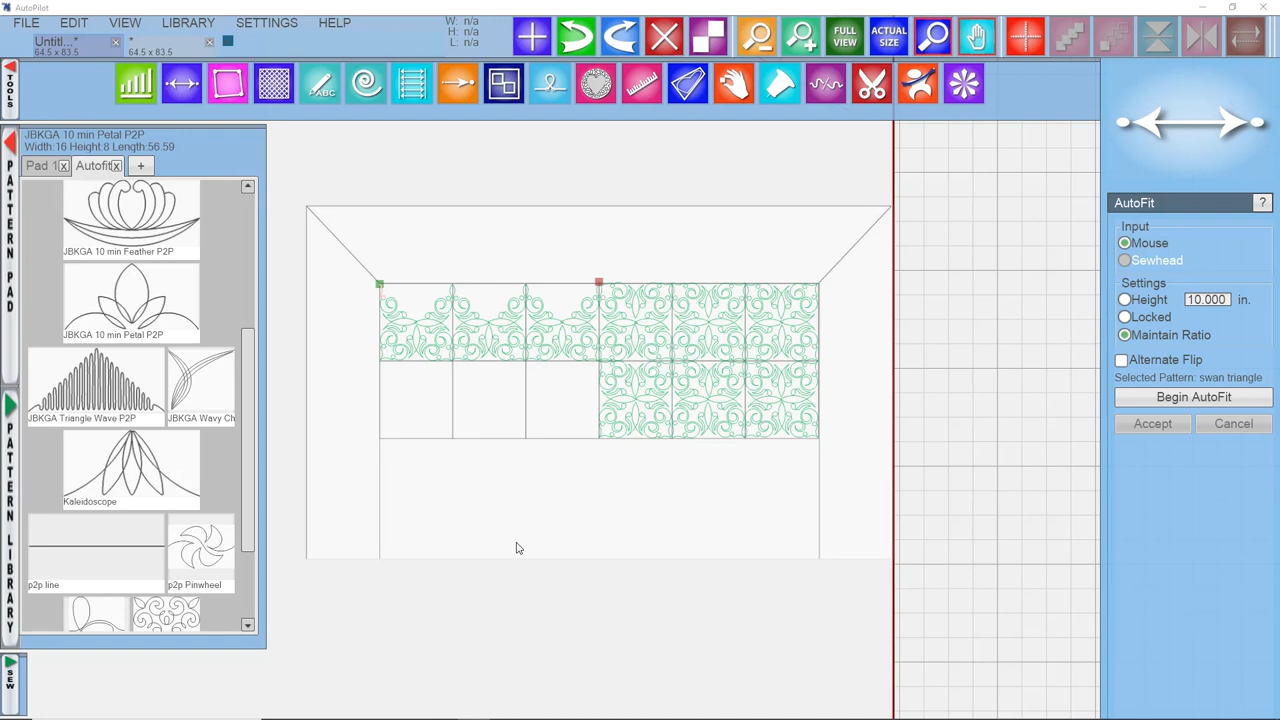 AutoPilot
FILE EDIT VIEW LIBRARY SETTINGS HELP
W: n/a
H: n/a
L: n/a
Untitl...* x
64.5 x 83.5
* x
64.5 x 83.5
FULL VIEW
ACTUAL SIZE
TOOLS
ABC
JBKGA 10 min Petal P2P
Width:16 Height:8 Length:56.59
Pad 1 x
Autofit x
+
PATTERN PAD
PATTERN LIBRARY
SEW
JBKGA 10 min Feather P2P
JBKGA 10 min Petal P2P
JBKGA Triangle Wave P2P
JBKGA Wavy Ch
Kaleidoscope
p2p line
p2p Pinwheel
AutoFit ?
Input
Mouse
Sewhead
Settings
Height 10.000 in.
Locked
Maintain Ratio
Alternate Flip
Selected Pattern: swan triangle
Begin AutoFit
Accept Cancel